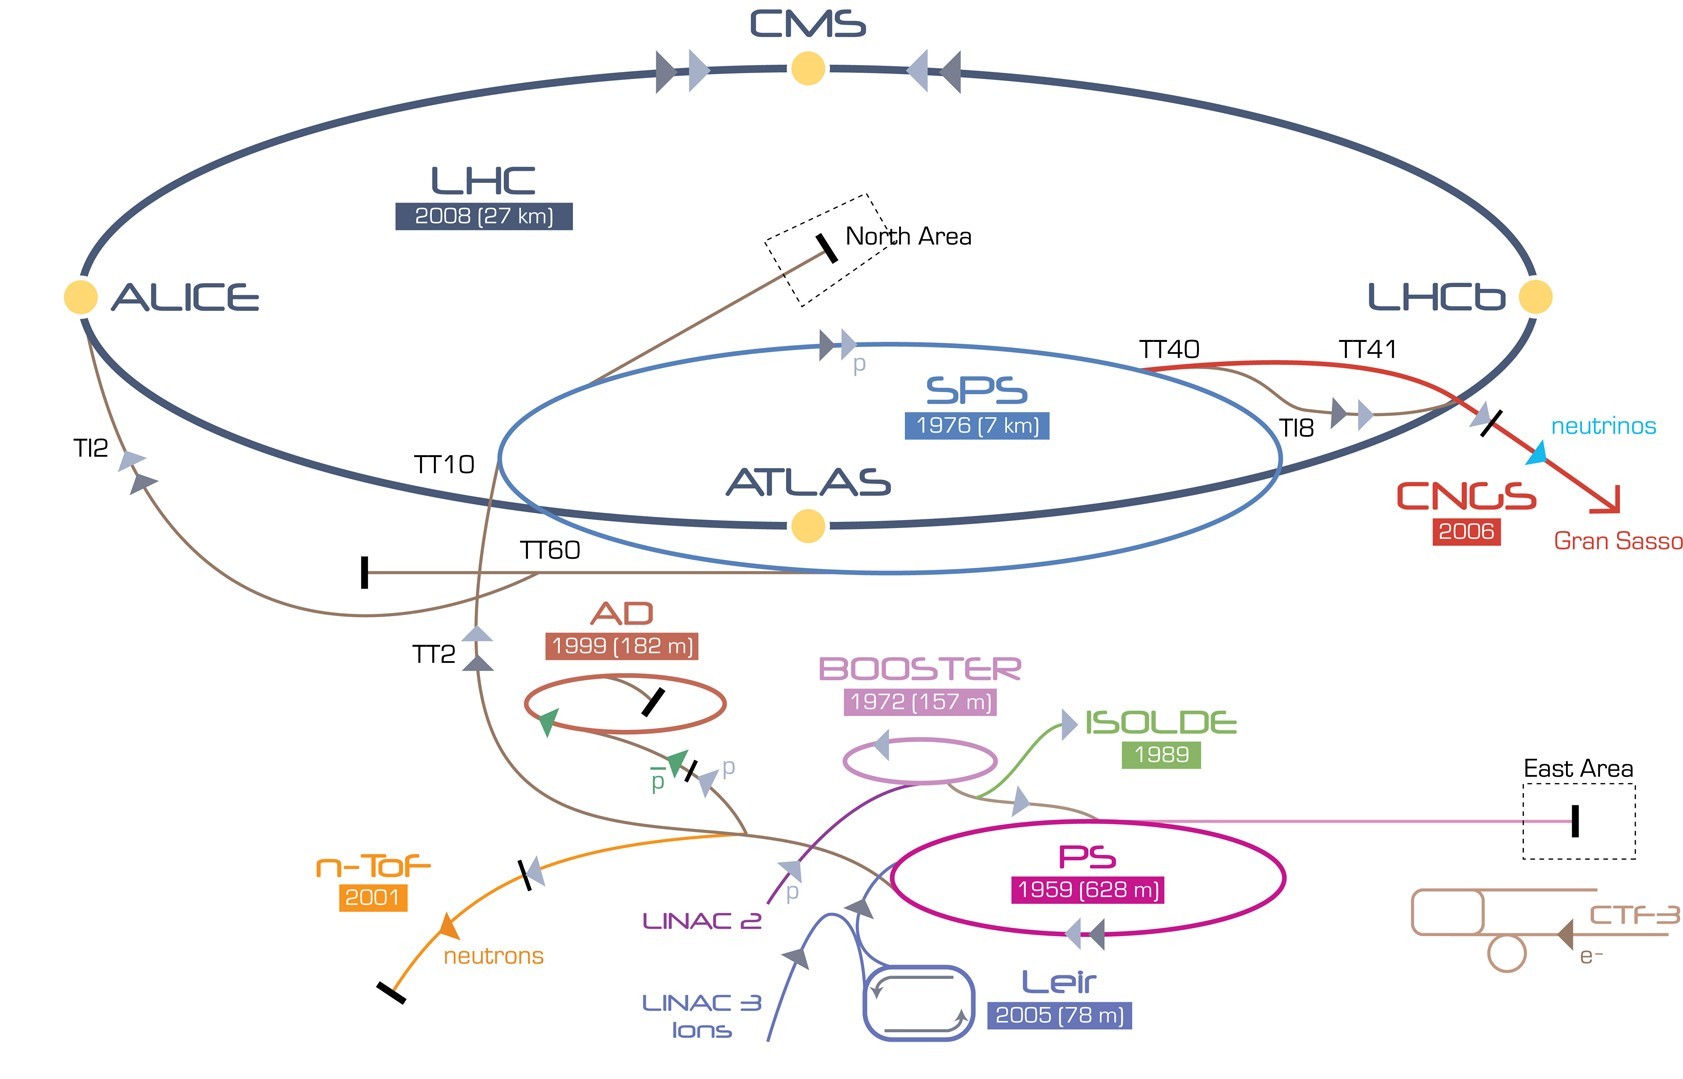 CMS
LHC
2008 (27 km)
North Area
ALICE
LHCb
p
TT40
TT41
SPS
1976 (7 km)
TI8
neutrinos
TI2
TT10
ATLAS
CNGS
2006
Gran Sasso
TT60
AD
1999 (182 m)
TT2
BOOSTER
1972 (157 m)
ISOLDE
1989
p̅
p
East Area
n-ToF
2001
neutrons
p
LINAC 2
PS
1959 (628 m)
CTF-3
e⁻
LINAC 3
Ions
Leir
2005 (78 m)